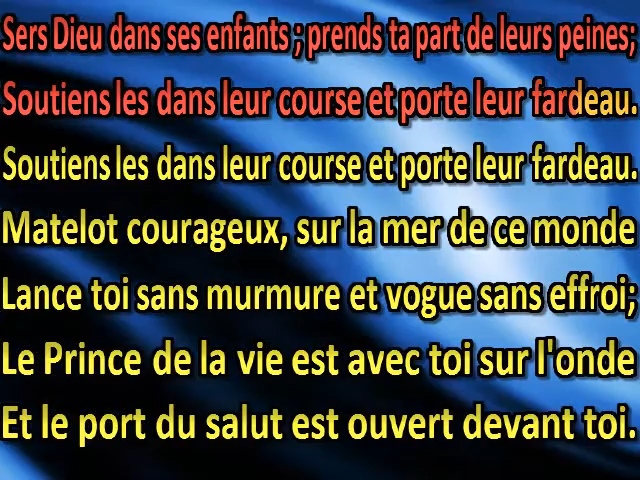 Sers Dieu dans ses enfants ; prends ta part de leurs peines;
Soutiens les dans leur course et porte leur fardeau.
Soutiens les dans leur course et porte leur fardeau.
Matelot courageux, sur la mer de ce monde
Lance toi sans murmure et vogue sans effroi;
Le Prince de la vie est avec toi sur l'onde
Et le port du salut est ouvert devant toi.